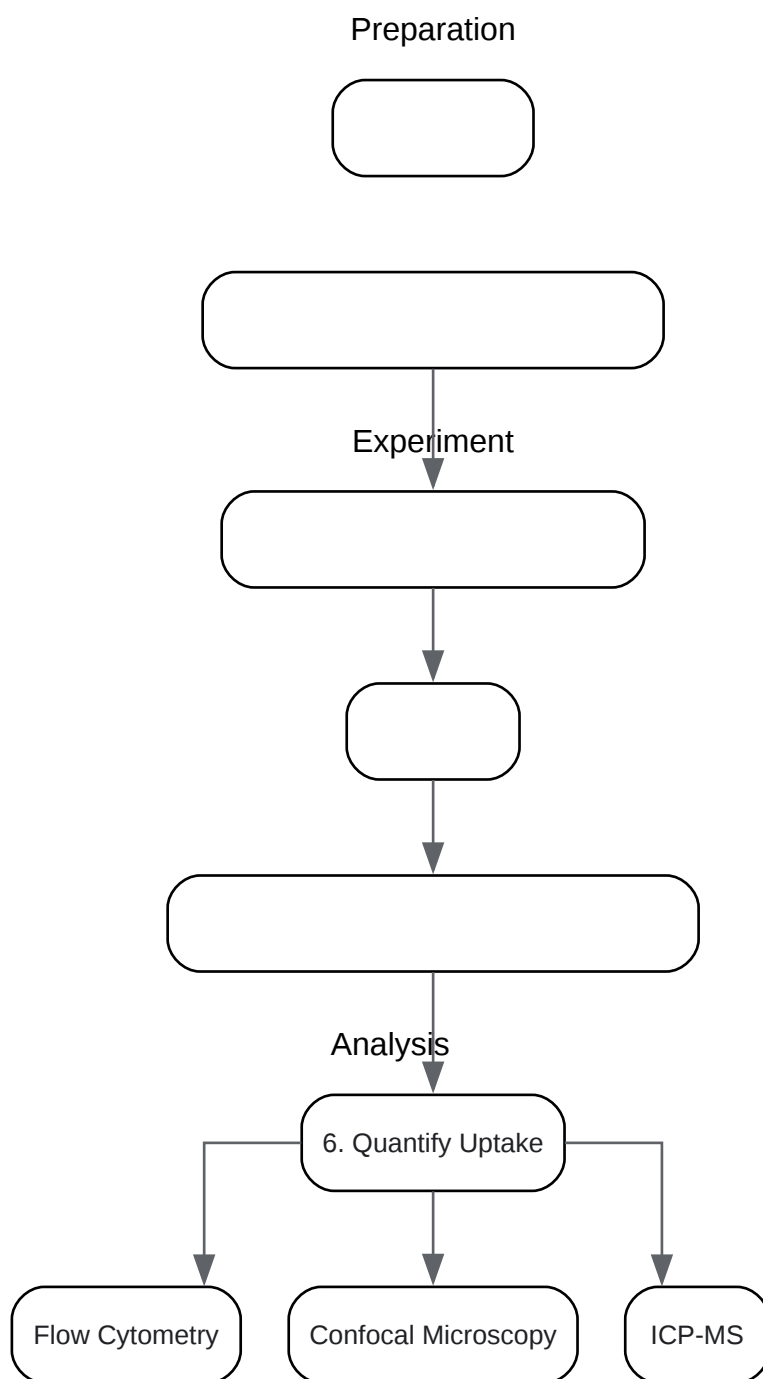 Preparation
Experiment
Analysis
6. Quantify Uptake
Flow Cytometry
Confocal Microscopy
ICP-MS